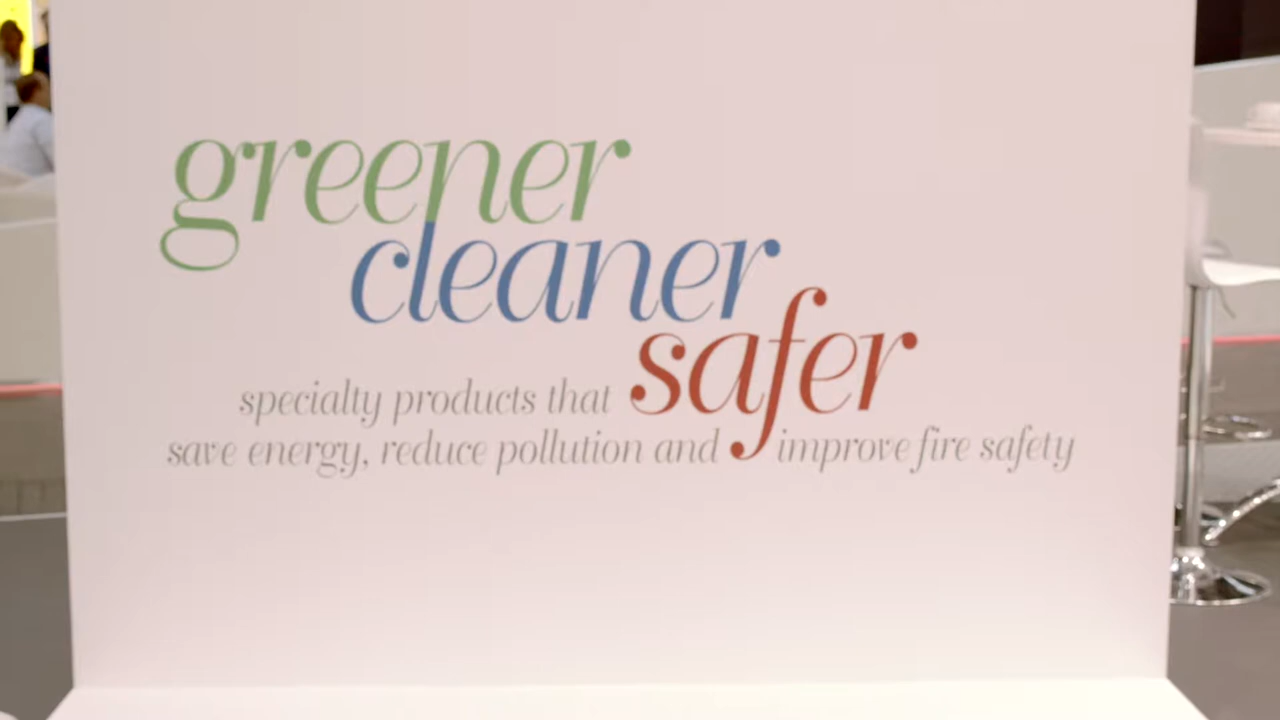 greener
cleaner
safer
specialty products that
save energy, reduce pollution and improve fire safety